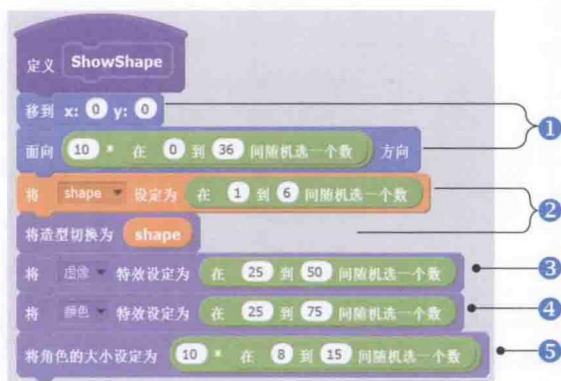 定义 ShowShape
移到 x: 0 y: 0
面向 10 * 在 0 到 36 间随机选一个数 方向
1
将 shape 设定为 在 1 到 6 间随机选一个数
将造型切换为 shape
2
将 虚像 特效设定为 在 25 到 50 间随机选一个数
3
将 颜色 特效设定为 在 25 到 75 间随机选一个数
4
将角色的大小设定为 10 * 在 8 到 15 间随机选一个数
5